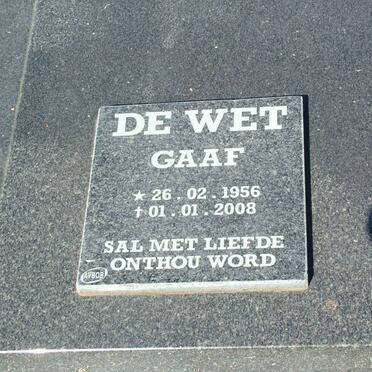 DE WET
GAAF
★ 26 . 02 . 1956
† 01 . 01 . 2008
SAL MET LIEFDE
ONTHOU WORD